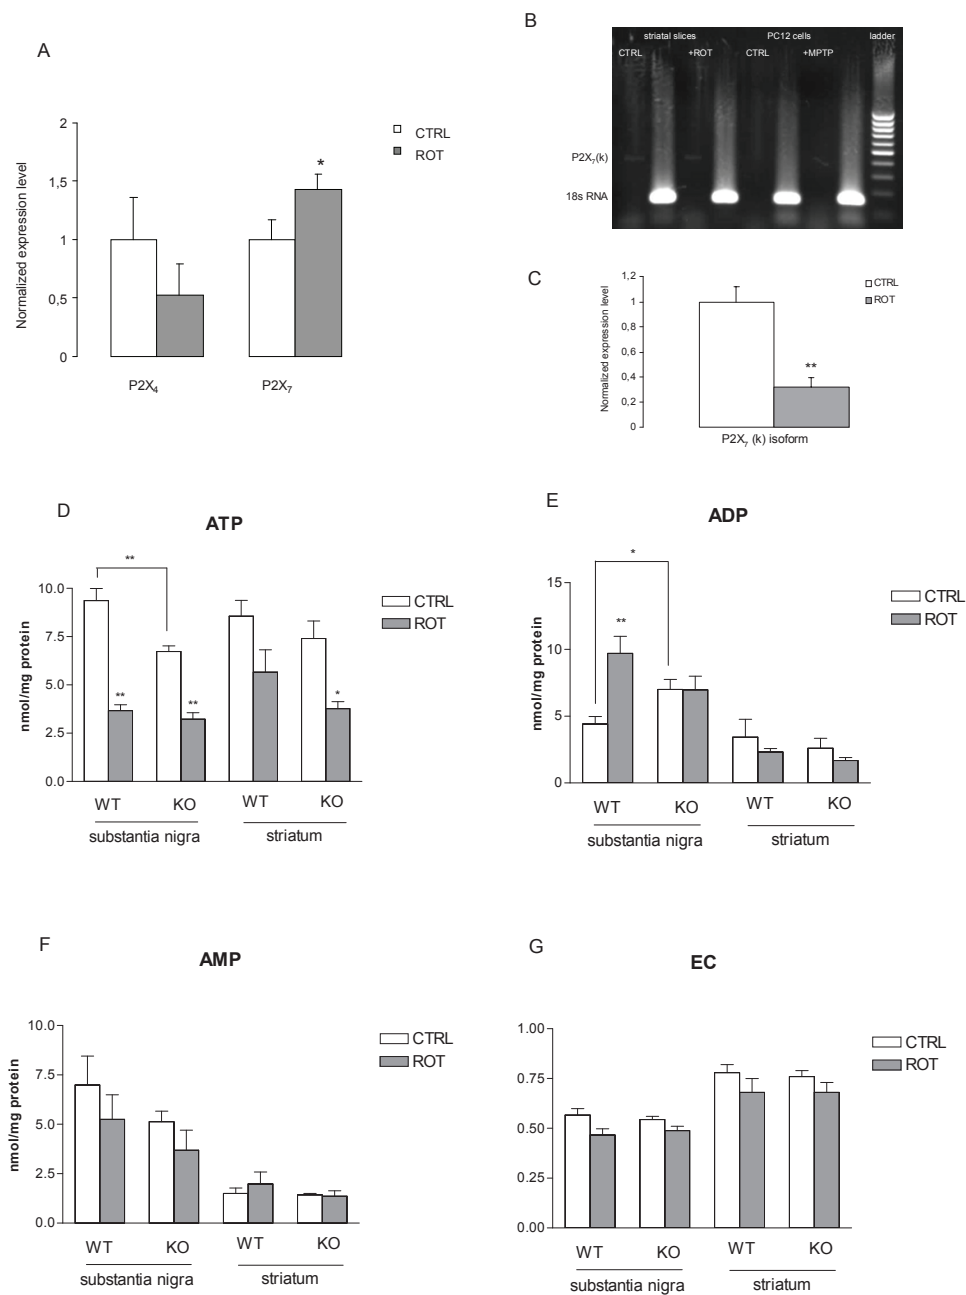 A
2
1,5
1
0,5
0
Normalized expression level
CTRL
ROT
*
P2X4
P2X7
B
striatal slices
PC12 cells
ladder
CTRL
+ROT
CTRL
+MPTP
P2X7(k)
18s RNA
C
1,2
1
0,8
0,6
0,4
0,2
0
Normalized expression level
CTRL
ROT
**
P2X7 (k) isoform
D
ATP
**
10.0
7.5
5.0
2.5
0.0
nmol/mg protein
**
**
*
CTRL
ROT
WT
KO
WT
KO
substantia nigra
striatum
E
ADP
*
15
10
5
0
nmol/mg protein
**
CTRL
ROT
WT
KO
WT
KO
substantia nigra
striatum
F
AMP
10.0
7.5
5.0
2.5
0.0
nmol/mg protein
CTRL
ROT
WT
KO
WT
KO
substantia nigra
striatum
G
EC
1.00
0.75
0.50
0.25
0.00
CTRL
ROT
WT
KO
WT
KO
substantia nigra
striatum